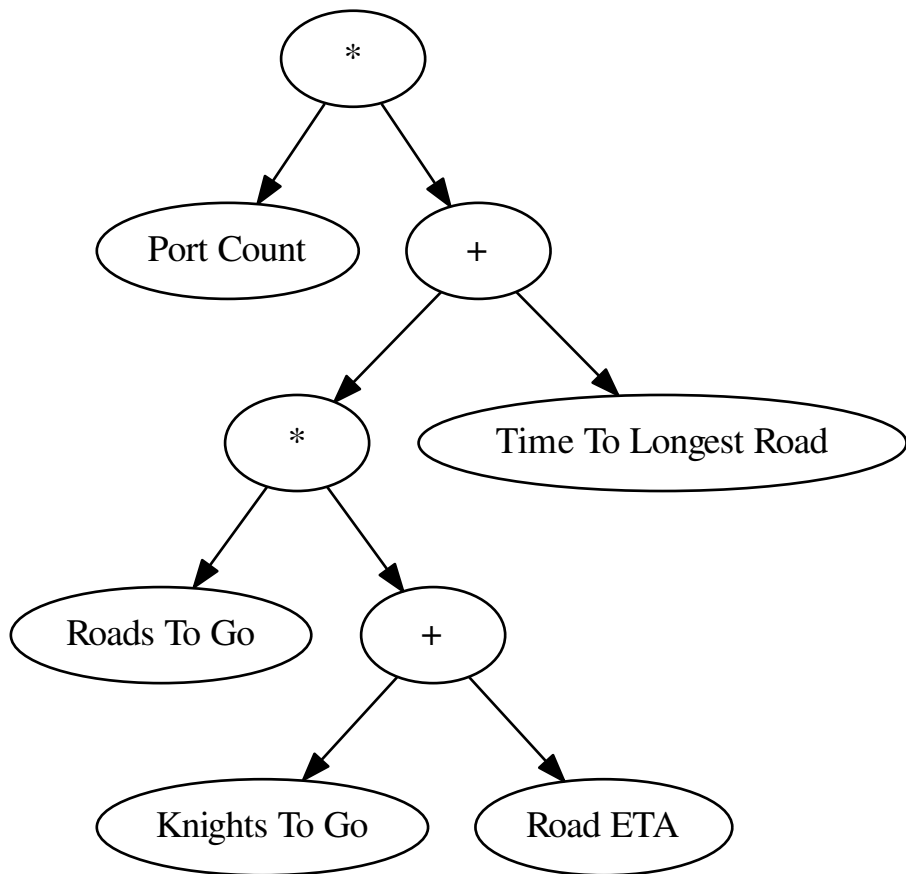 *
Port Count
+
*
Time To Longest Road
Roads To Go
+
Knights To Go
Road ETA